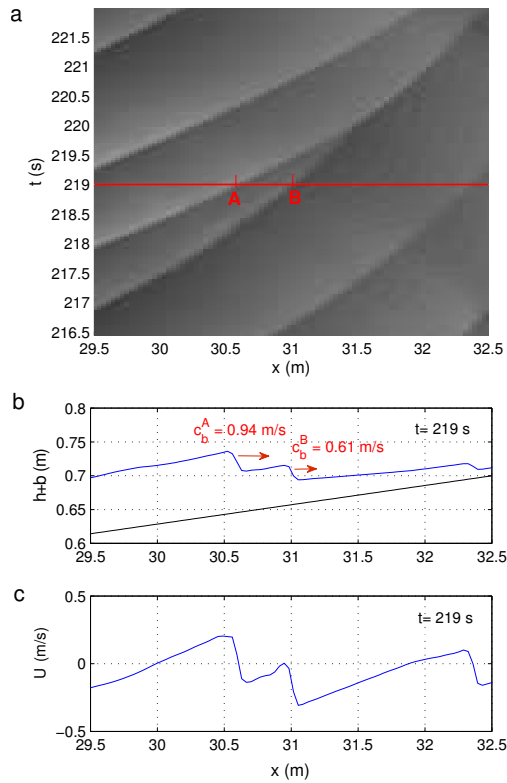 a
221.5
221
220.5
220
219.5
219
218.5
218
217.5
217
216.5
t (s)
A
B
29.5 30 30.5 31 31.5 32 32.5
x (m)
b
0.8
0.75
0.7
0.65
0.6
h+b (m)
c_b^A = 0.94 m/s
c_b^B = 0.61 m/s
t = 219 s
29.5 30 30.5 31 31.5 32 32.5
c
0.5
0
−0.5
U (m/s)
t= 219 s
29.5 30 30.5 31 31.5 32 32.5
x (m)